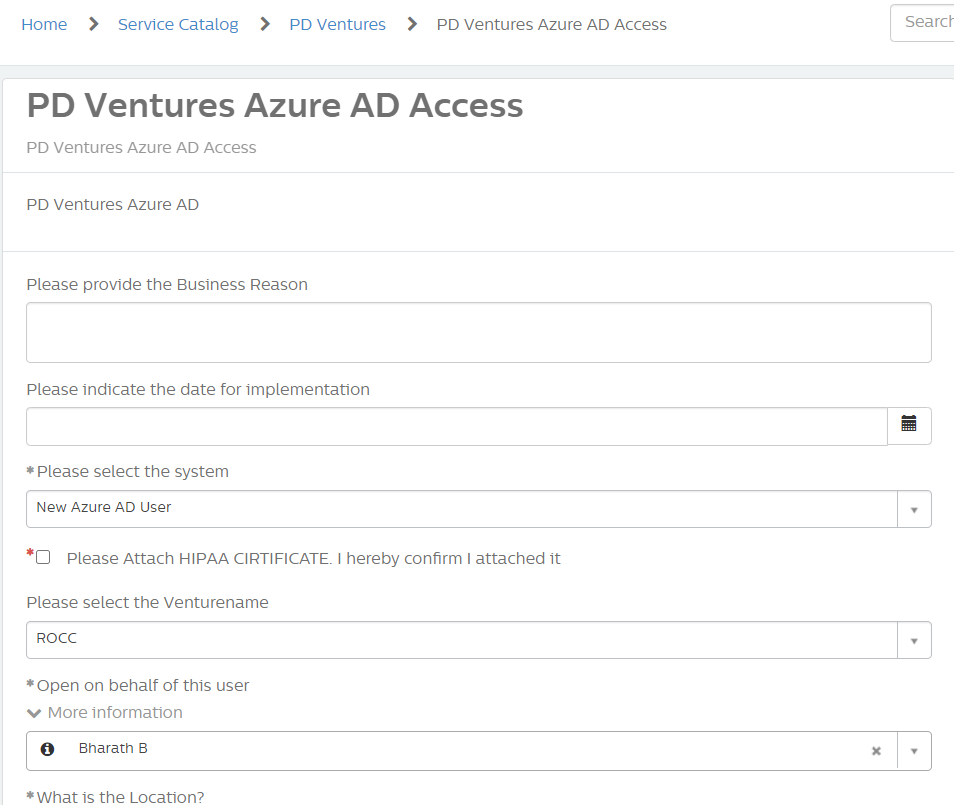 Home > Service Catalog > PD Ventures > PD Ventures Azure AD Access
Search
PD Ventures Azure AD Access
PD Ventures Azure AD Access
PD Ventures Azure AD
Please provide the Business Reason
Please indicate the date for implementation
*Please select the system
New Azure AD User
* Please Attach HIPAA CIRTIFICATE. I hereby confirm I attached it
Please select the Venturename
ROCC
*Open on behalf of this user
More information
Bharath B
*What is the Location?